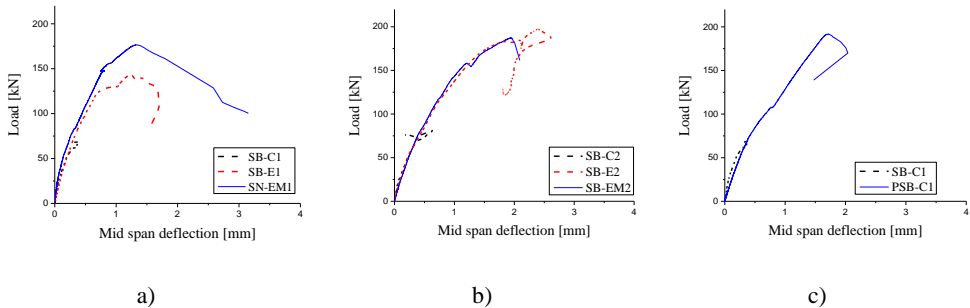 200
150
100
50
0
Load [kN]
0 1 2 3 4
Mid span deflection [mm]
SB-C1
SB-E1
SN-EM1
a)
200
150
100
50
0
Load [kN]
0 1 2 3 4
Mid span deflection [mm]
SB-C2
SB-E2
SB-EM2
b)
200
150
100
50
0
Load [kN]
0 1 2 3 4
Mid span deflection [mm]
SB-C1
PSB-C1
c)